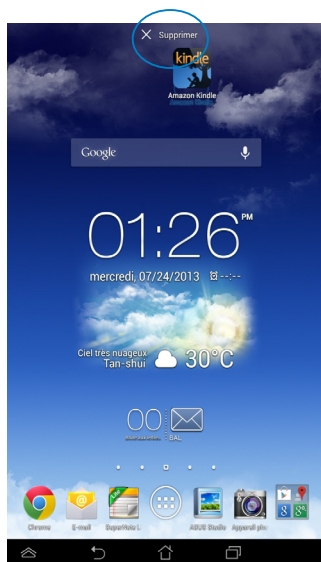 Supprimer
kindle
Amazon Kindle
Google
01:26 PM
mercredi, 07/24/2013 --:--
Ciel très nuageux
Tan-shui
30°C
00
BAL
Lite
Chrome E-mail SuperNote L ASUS Studio Appareil pho